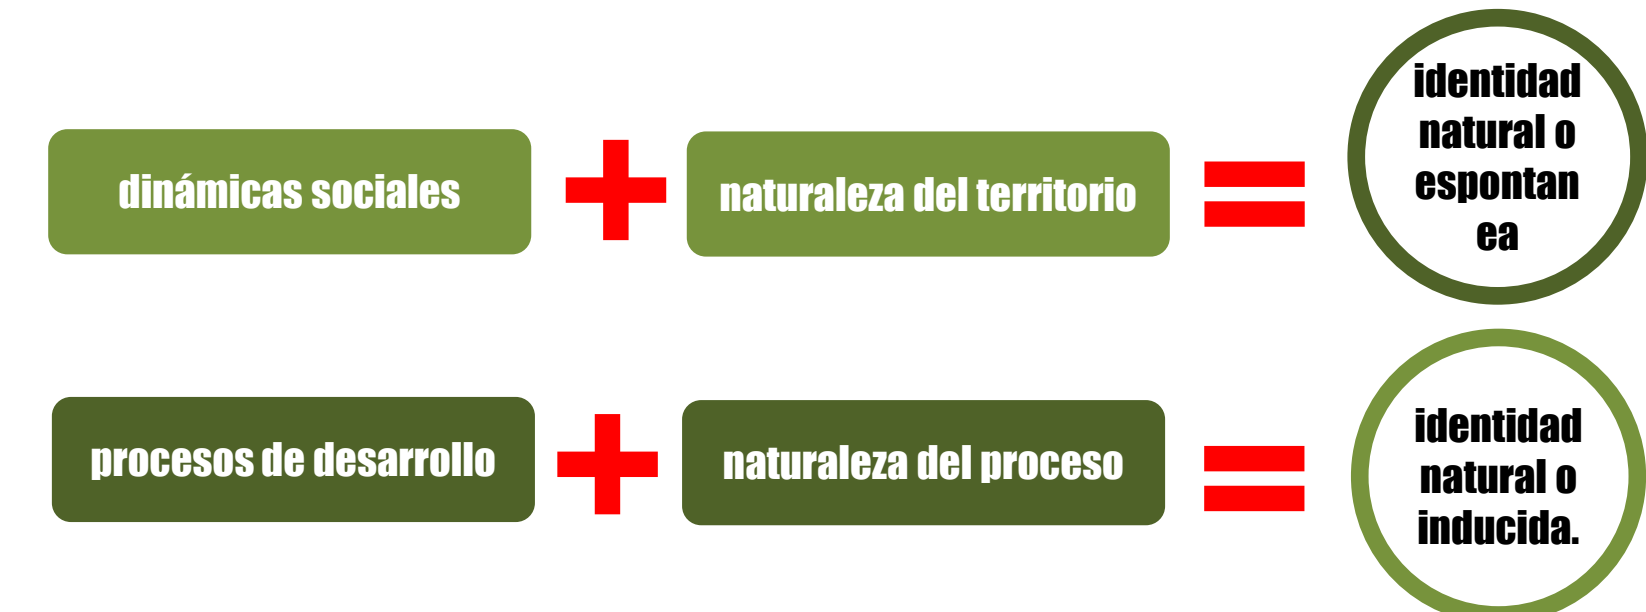 dinámicas sociales
naturaleza del territorio
identidad
natural o
espontan
ea
procesos de desarrollo
naturaleza del proceso
identidad
natural o
inducida.